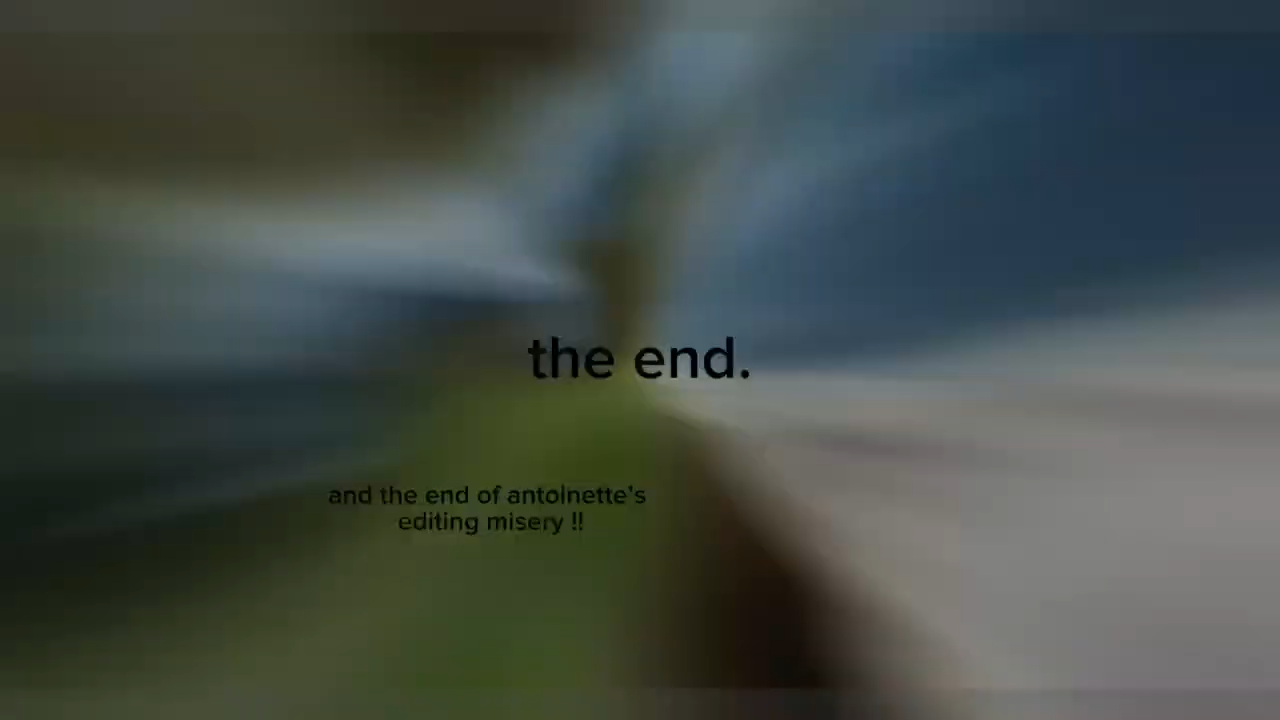 the end.
and the end of antoinette's
editing misery !!